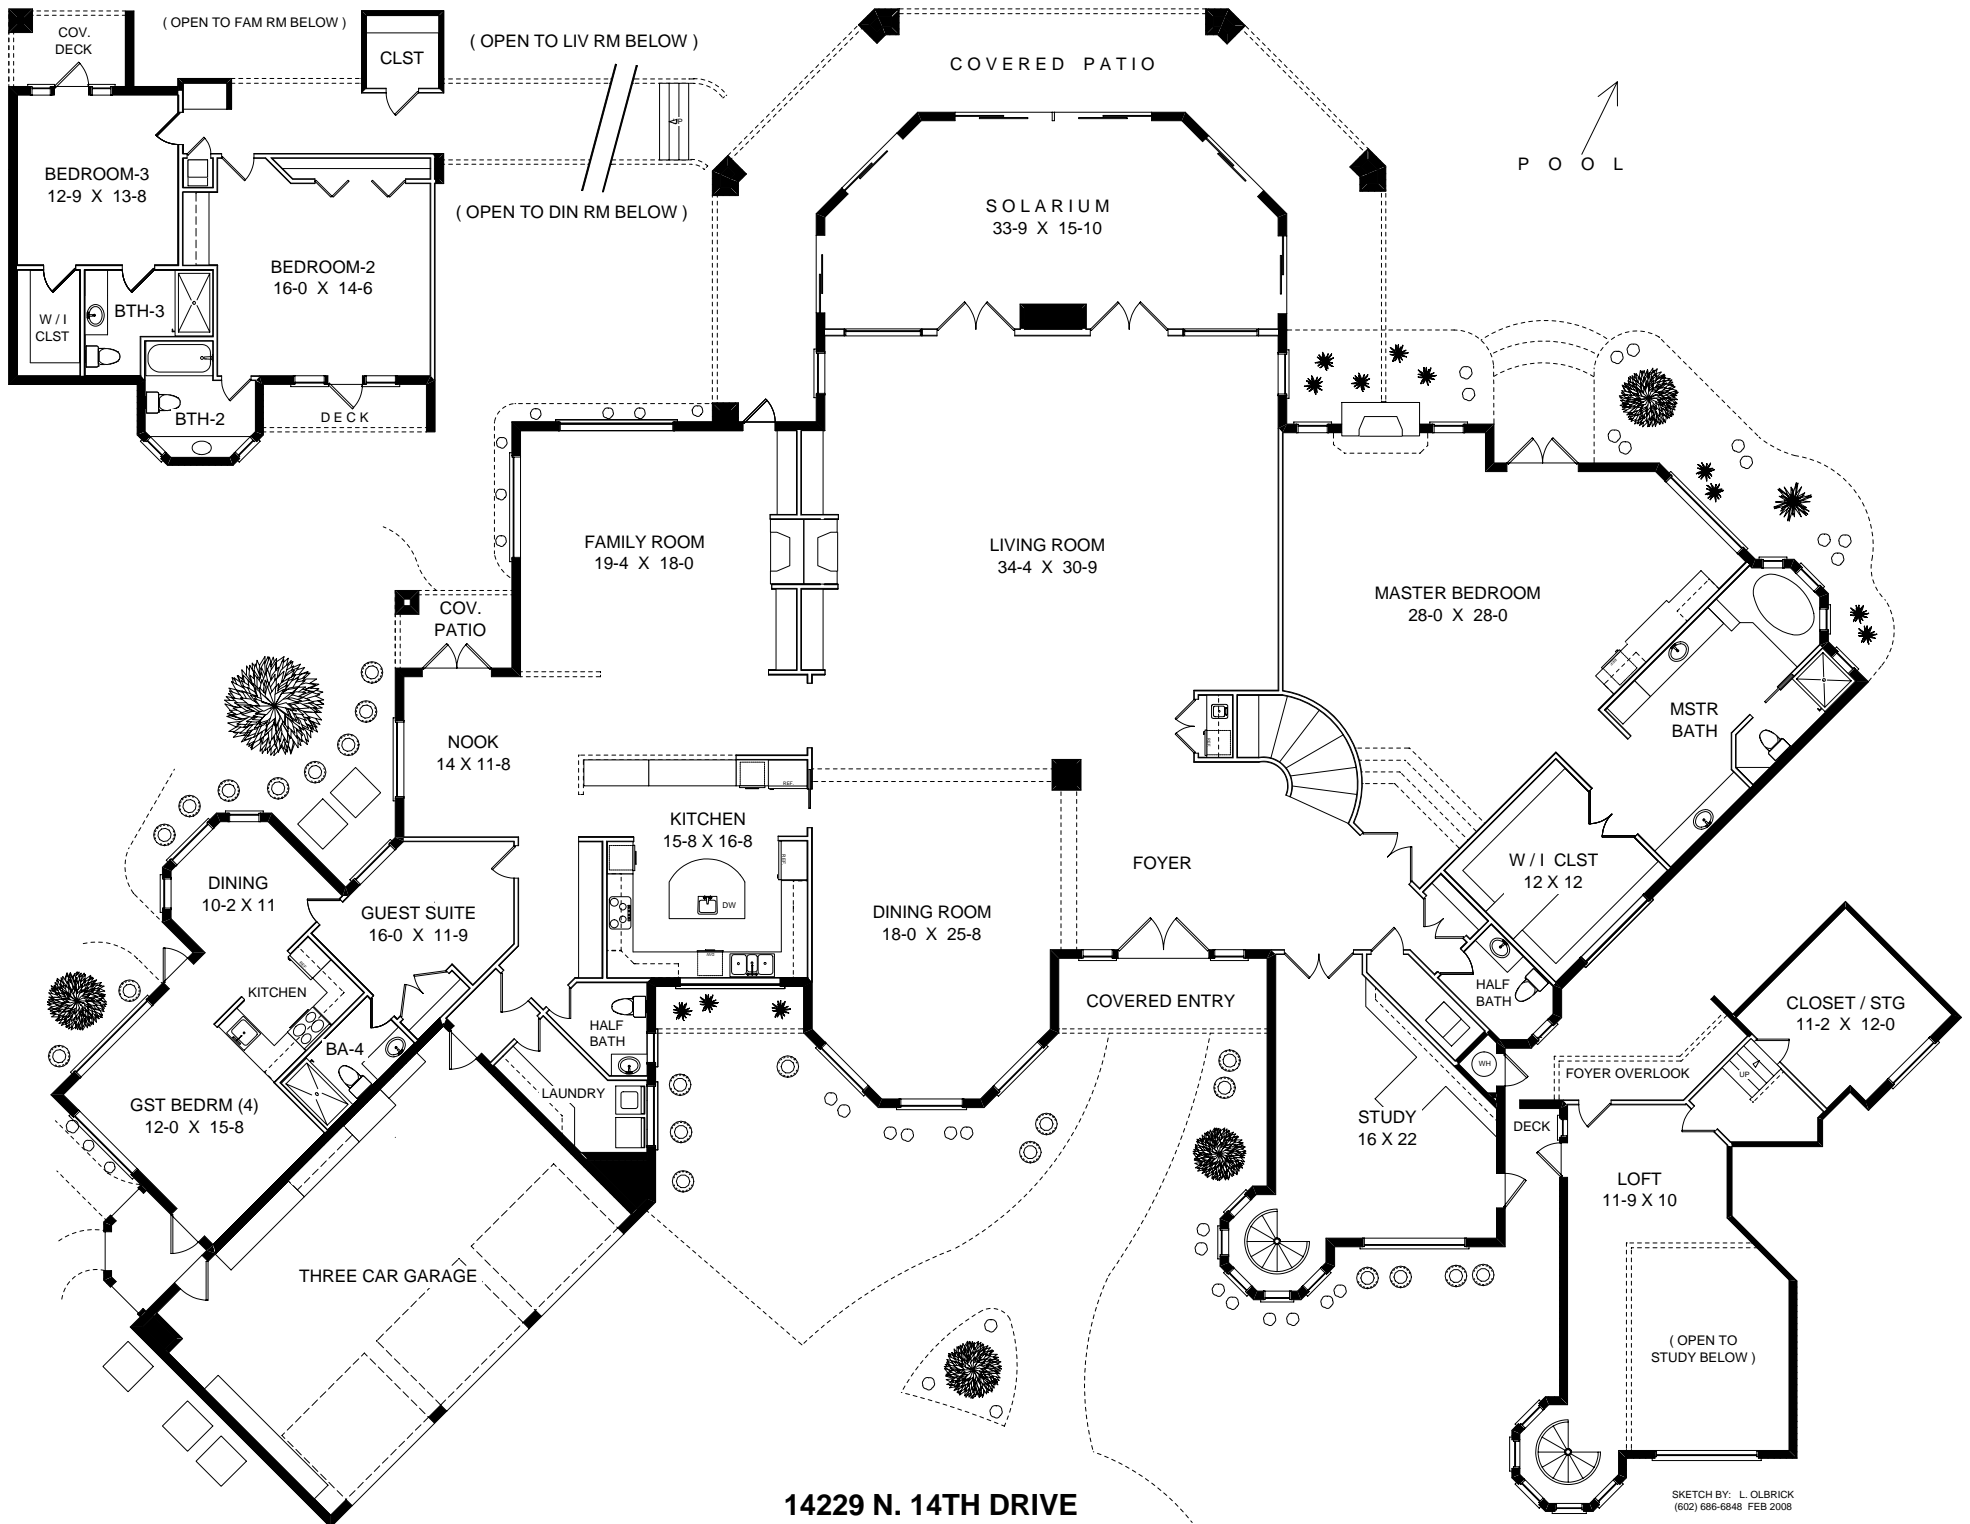 ( OPEN TO FAM RM BELOW )
COV.
DECK
CLST
( OPEN TO LIV RM BELOW )
UP
BEDROOM-3
12-9 X 13-8
( OPEN TO DIN RM BELOW )
BEDROOM-2
16-0 X 14-6
W / I
CLST
BTH-3
BTH-2
DECK
COVERED PATIO
SOLARIUM
33-9 X 15-10
POOL
FAMILY ROOM
19-4 X 18-0
LIVING ROOM
34-4 X 30-9
MASTER BEDROOM
28-0 X 28-0
COV.
PATIO
MSTR
BATH
NOOK
14 X 11-8
REF
KITCHEN
15-8 X 16-8
REF
DW
FOYER
W / I CLST
12 X 12
DINING
10-2 X 11
GUEST SUITE
16-0 X 11-9
DINING ROOM
18-0 X 25-8
KITCHEN
HALF
BATH
COVERED ENTRY
HALF
BATH
CLOSET / STG
11-2 X 12-0
BA-4
WH
FOYER OVERLOOK
UP
LAUNDRY
GST BEDRM (4)
12-0 X 15-8
STUDY
16 X 22
DECK
LOFT
11-9 X 10
THREE CAR GARAGE
( OPEN TO
STUDY BELOW )
14229 N. 14TH DRIVE
SKETCH BY: L. OLBRICK
(602) 686-6848 FEB 2008